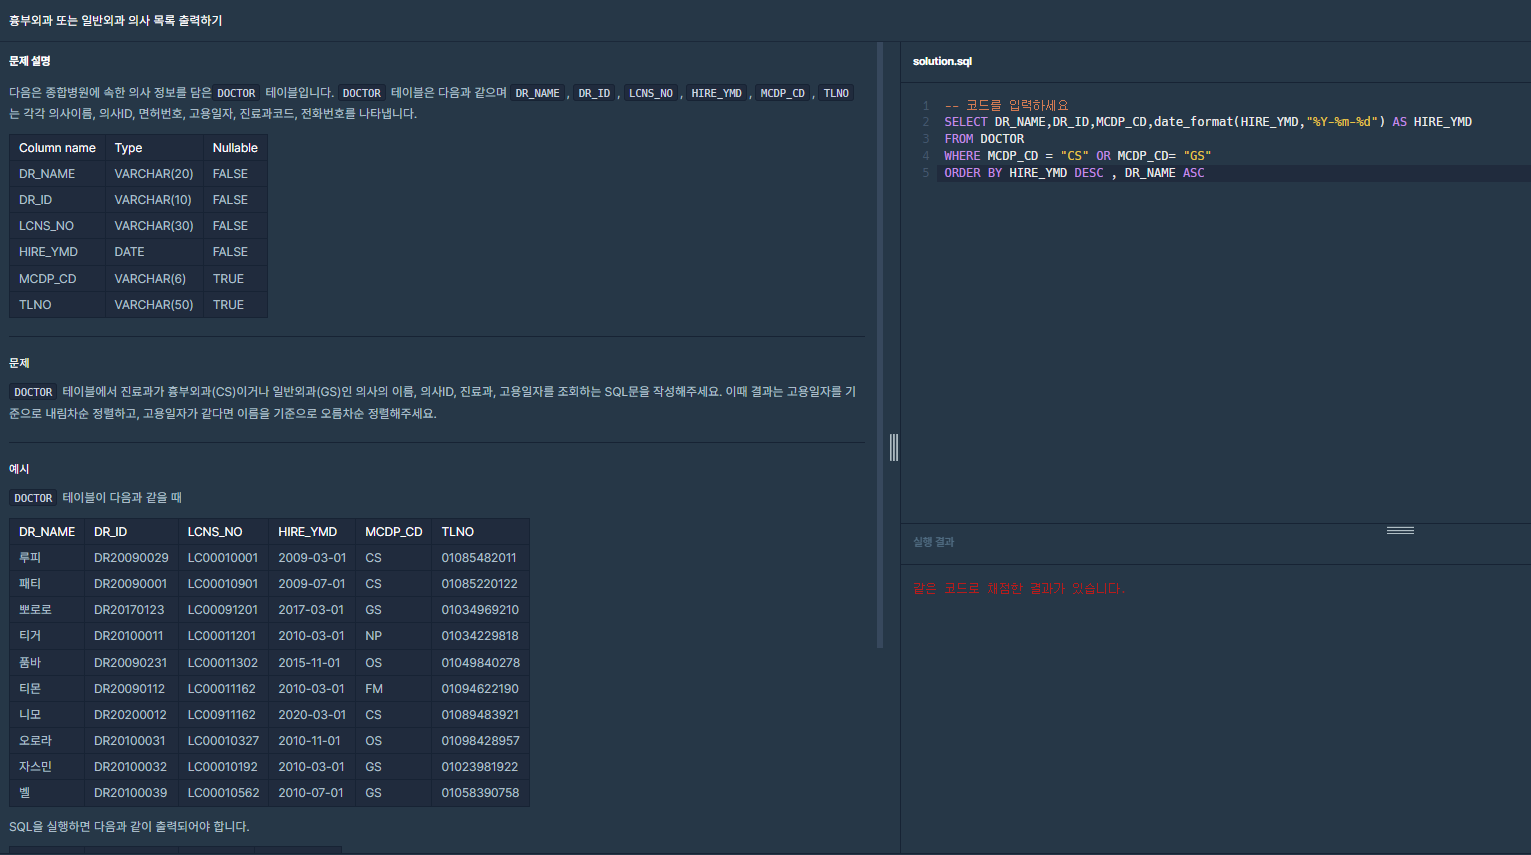 흉부외과 또는 일반외과 의사 목록 출력하기
문제 설명
다음은 종합병원에 속한 의사 정보를 담은 DOCTOR 테이블입니다. DOCTOR 테이블은 다음과 같으며 DR_NAME, DR_ID, LCNS_NO, HIRE_YMD, MCDP_CD, TLNO
는 각각 의사이름, 의사ID, 면허번호, 고용일자, 진료과코드, 전화번호를 나타냅니다.
Column name Type Nullable
DR_NAME VARCHAR(20) FALSE
DR_ID VARCHAR(10) FALSE
LCNS_NO VARCHAR(30) FALSE
HIRE_YMD DATE FALSE
MCDP_CD VARCHAR(6) TRUE
TLNO VARCHAR(50) TRUE
문제
DOCTOR 테이블에서 진료과가 흉부외과(CS)이거나 일반외과(GS)인 의사의 이름, 의사ID, 진료과, 고용일자를 조회하는 SQL문을 작성해주세요. 이때 결과는 고용일자를 기
준으로 내림차순 정렬하고, 고용일자가 같다면 이름을 기준으로 오름차순 정렬해주세요.
예시
DOCTOR 테이블이 다음과 같을 때
DR_NAME DR_ID LCNS_NO HIRE_YMD MCDP_CD TLNO
루피 DR20090029 LC00010001 2009-03-01 CS 01085482011
패티 DR20090001 LC00010901 2009-07-01 CS 01085220122
뽀로로 DR20170123 LC00091201 2017-03-01 GS 01034969210
티거 DR20100011 LC00011201 2010-03-01 NP 01034229818
품바 DR20090231 LC00011302 2015-11-01 OS 01049840278
티몬 DR20090112 LC00011162 2010-03-01 FM 01094622190
니모 DR20200012 LC00911162 2020-03-01 CS 01089483921
오로라 DR20100031 LC00010327 2010-11-01 OS 01098428957
자스민 DR20100032 LC00010192 2010-03-01 GS 01023981922
벨 DR20100039 LC00010562 2010-07-01 GS 01058390758
SQL을 실행하면 다음과 같이 출력되어야 합니다.
solution.sql
1 -- 코드를 입력하세요
2 SELECT DR_NAME,DR_ID,MCDP_CD,date_format(HIRE_YMD,"%Y-%m-%d") AS HIRE_YMD
3 FROM DOCTOR
4 WHERE MCDP_CD = "CS" OR MCDP_CD= "GS"
5 ORDER BY HIRE_YMD DESC , DR_NAME ASC
실행 결과
같은 코드로 채점한 결과가 있습니다.